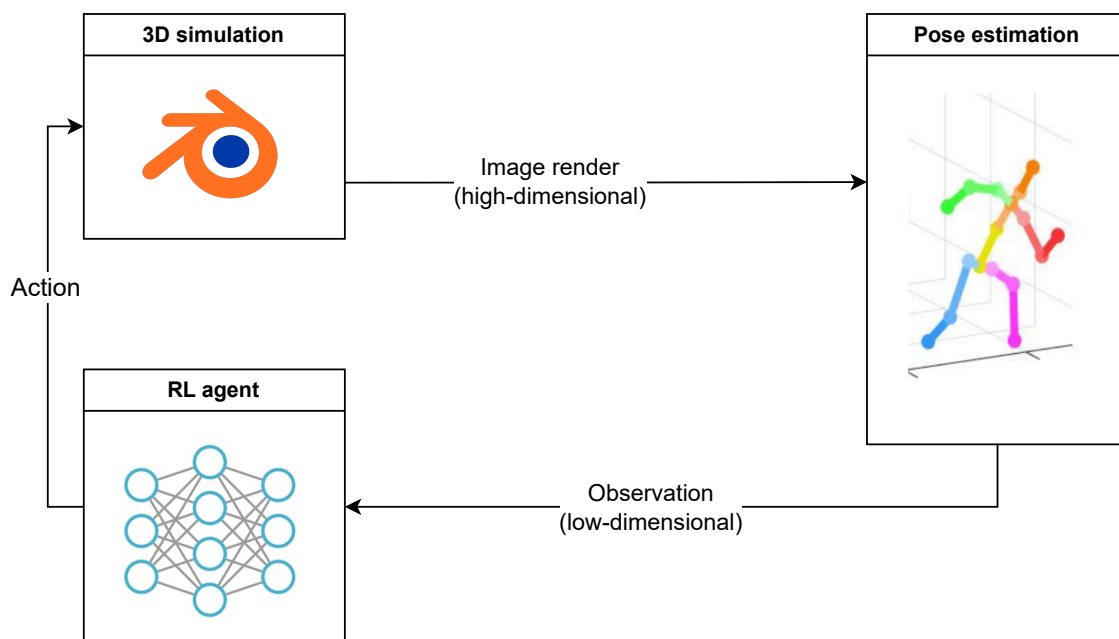 3D simulation
Pose estimation
Image render
(high-dimensional)
Action
RL agent
Observation
(low-dimensional)